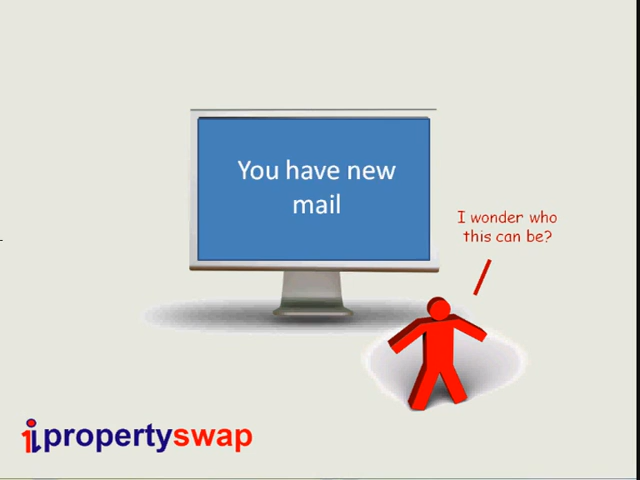 You have new
mail
I wonder who
this can be?
ipropertyswap